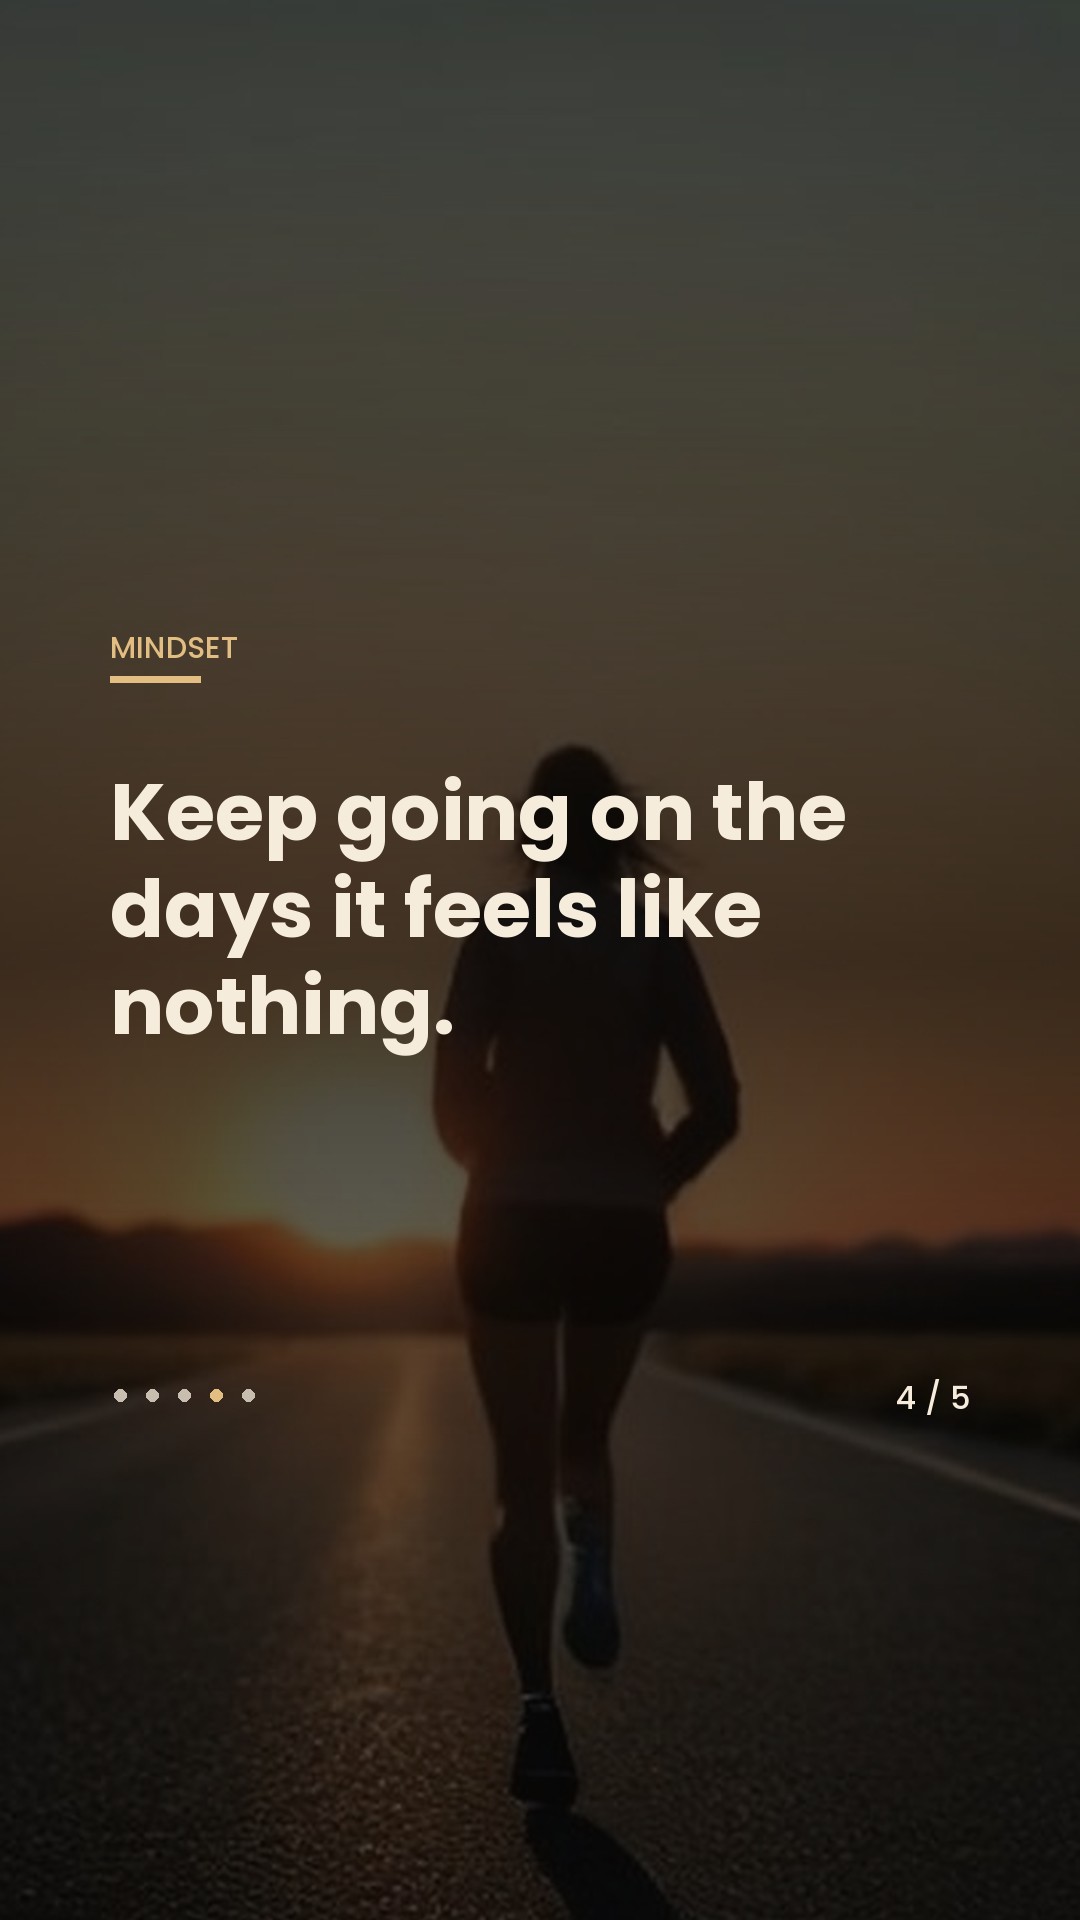 MINDSET
Keep going on the
days it feels like
nothing.
4 / 5